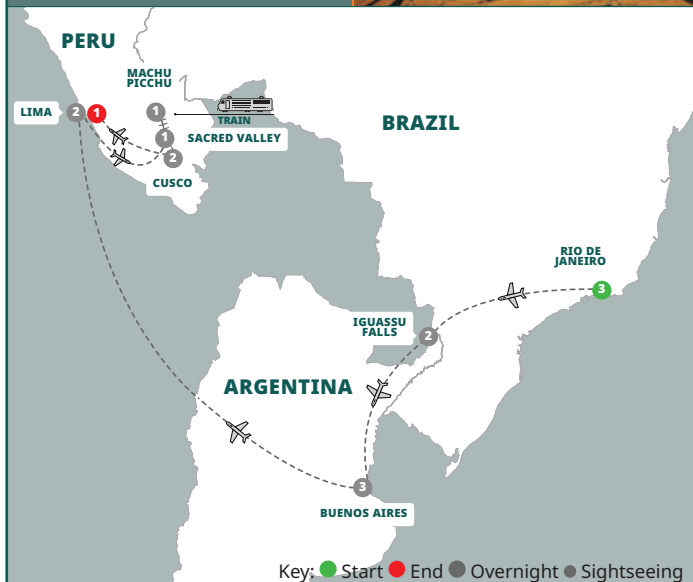 PERU
MACHU
PICCHU
LIMA
2
1
1
TRAIN
1
SACRED VALLEY
2
CUSCO
BRAZIL
RIO DE
JANEIRO
3
IGUASSU
FALLS
2
ARGENTINA
3
BUENOS AIRES
Key: Start End Overnight Sightseeing